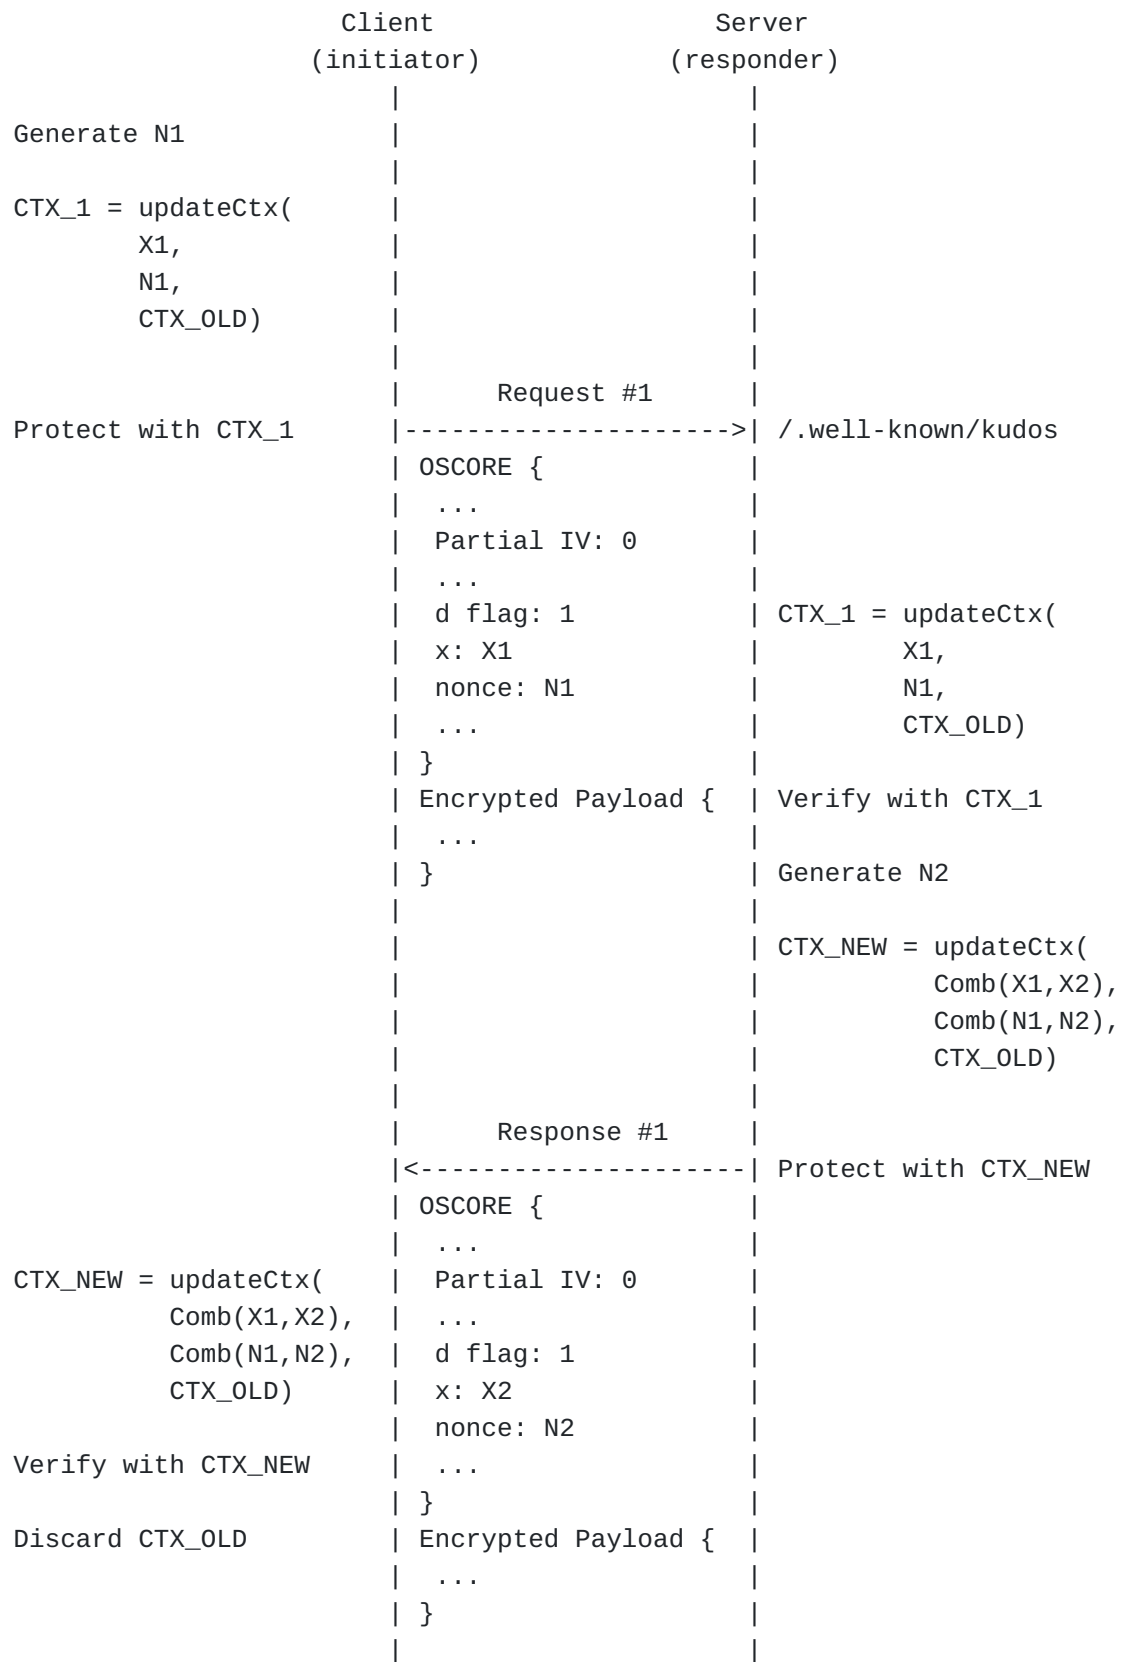 Client                  Server
                   (initiator)            (responder)
                        |                      |
Generate N1             |                      |
                        |                      |
CTX_1 = updateCtx(      |                      |
        X1,             |                      |
        N1,             |                      |
        CTX_OLD)        |                      |
                        |                      |
                        |      Request #1      |
Protect with CTX_1      |--------------------->| /.well-known/kudos
                        | OSCORE {             |
                        |  ...                 |
                        |  Partial IV: 0       |
                        |  ...                 |
                        |  d flag: 1           | CTX_1 = updateCtx(
                        |  x: X1               |         X1,
                        |  nonce: N1           |         N1,
                        |  ...                 |         CTX_OLD)
                        | }                    |
                        | Encrypted Payload {  | Verify with CTX_1
                        |  ...                 |
                        | }                    | Generate N2
                        |                      |
                        |                      | CTX_NEW = updateCtx(
                        |                      |           Comb(X1,X2),
                        |                      |           Comb(N1,N2),
                        |                      |           CTX_OLD)
                        |                      |
                        |      Response #1     |
                        |<---------------------| Protect with CTX_NEW
                        | OSCORE {             |
                        |  ...                 |
CTX_NEW = updateCtx(    |  Partial IV: 0       |
          Comb(X1,X2),  |  ...                 |
          Comb(N1,N2),  |  d flag: 1           |
          CTX_OLD)      |  x: X2               |
                        |  nonce: N2           |
Verify with CTX_NEW     |  ...                 |
                        | }                    |
Discard CTX_OLD         | Encrypted Payload {  |
                        |  ...                 |
                        | }                    |
                        |                      |